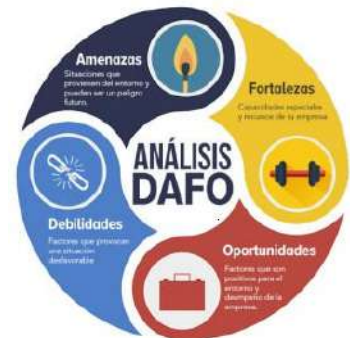 Amenazas
Situaciones que
provienen del entorno y
pueden ser un peligro
futuro.
Fortalezas
Capacidades especiales
y recursos de la empresa
ANÁLISIS
DAFO
Debilidades
Factores que provocan
una situación
desfavorable
Oportunidades
Factores que son
positivos para el
entorno y
desempeño de la
empresa.